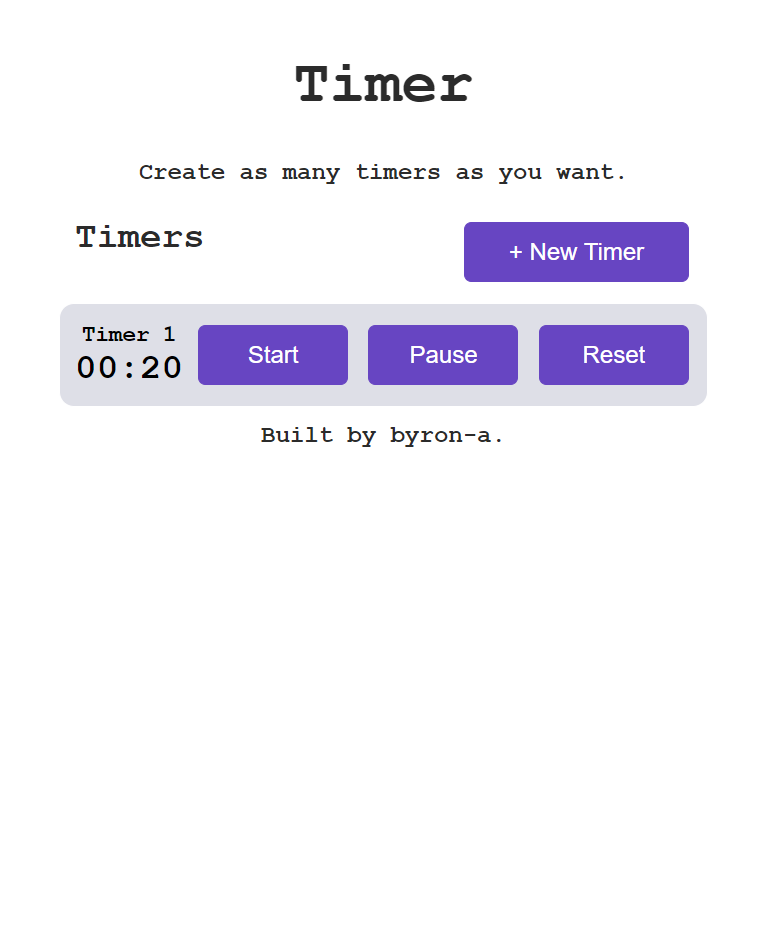 Timer
Create as many timers as you want.
Timers
+ New Timer
Timer 1
00:20
Start
Pause
Reset
Built by byron-a.